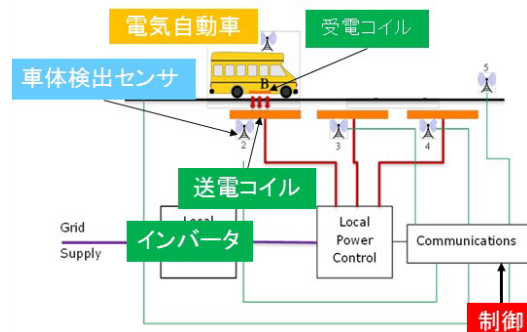 電気自動車
受電コイル
車体検出センサ
B
5
2
3
4
送電コイル
Local
インバータ
Grid
Supply
Local
Power
Control
Communications
制御